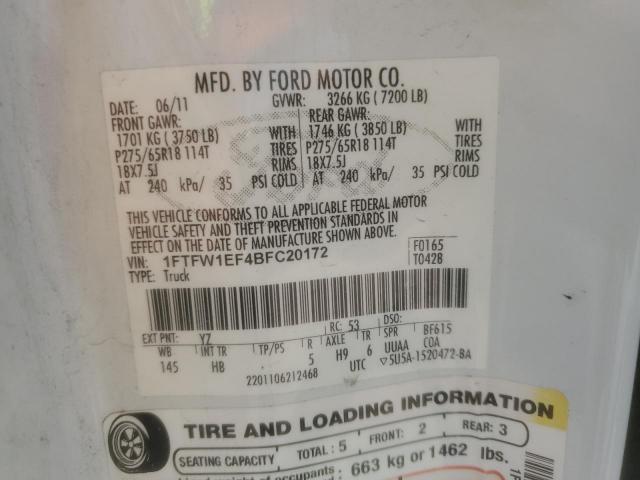 MFD. BY FORD MOTOR CO.
DATE: 06/11 GVWR: 3266 KG ( 7200 LB)
FRONT GAWR: REAR GAWR:
1701 KG ( 3750 LB) WITH 1746 KG ( 3850 LB) WITH
P275/65R18 114T TIRES P275/65R18 114T TIRES
18X7.5J RIMS 18X7.5J RIMS
AT 240 kPa/ 35 PSI COLD AT 240 kPa/ 35 PSI COLD
THIS VEHICLE CONFORMS TO ALL APPLICABLE FEDERAL MOTOR
VEHICLE SAFETY AND THEFT PREVENTION STANDARDS IN
EFFECT ON THE DATE OF MANUFACTURE SHOWN ABOVE.
VIN: 1FTFW1EF4BFC20172 F0165
TYPE: Truck T0428
EXT PNT: YZ RC: 53 DSO:
WB INT TR TP/PS R AXLE TR SPR BF615
145 HB 5 H9 6 UUAA COA
2201106212468 UTC ▽5U5A-1520472-BA
TIRE AND LOADING INFORMATION
SEATING CAPACITY TOTAL: 5 FRONT: 2 REAR: 3
of occupants 663 kg or 1462 lbs.